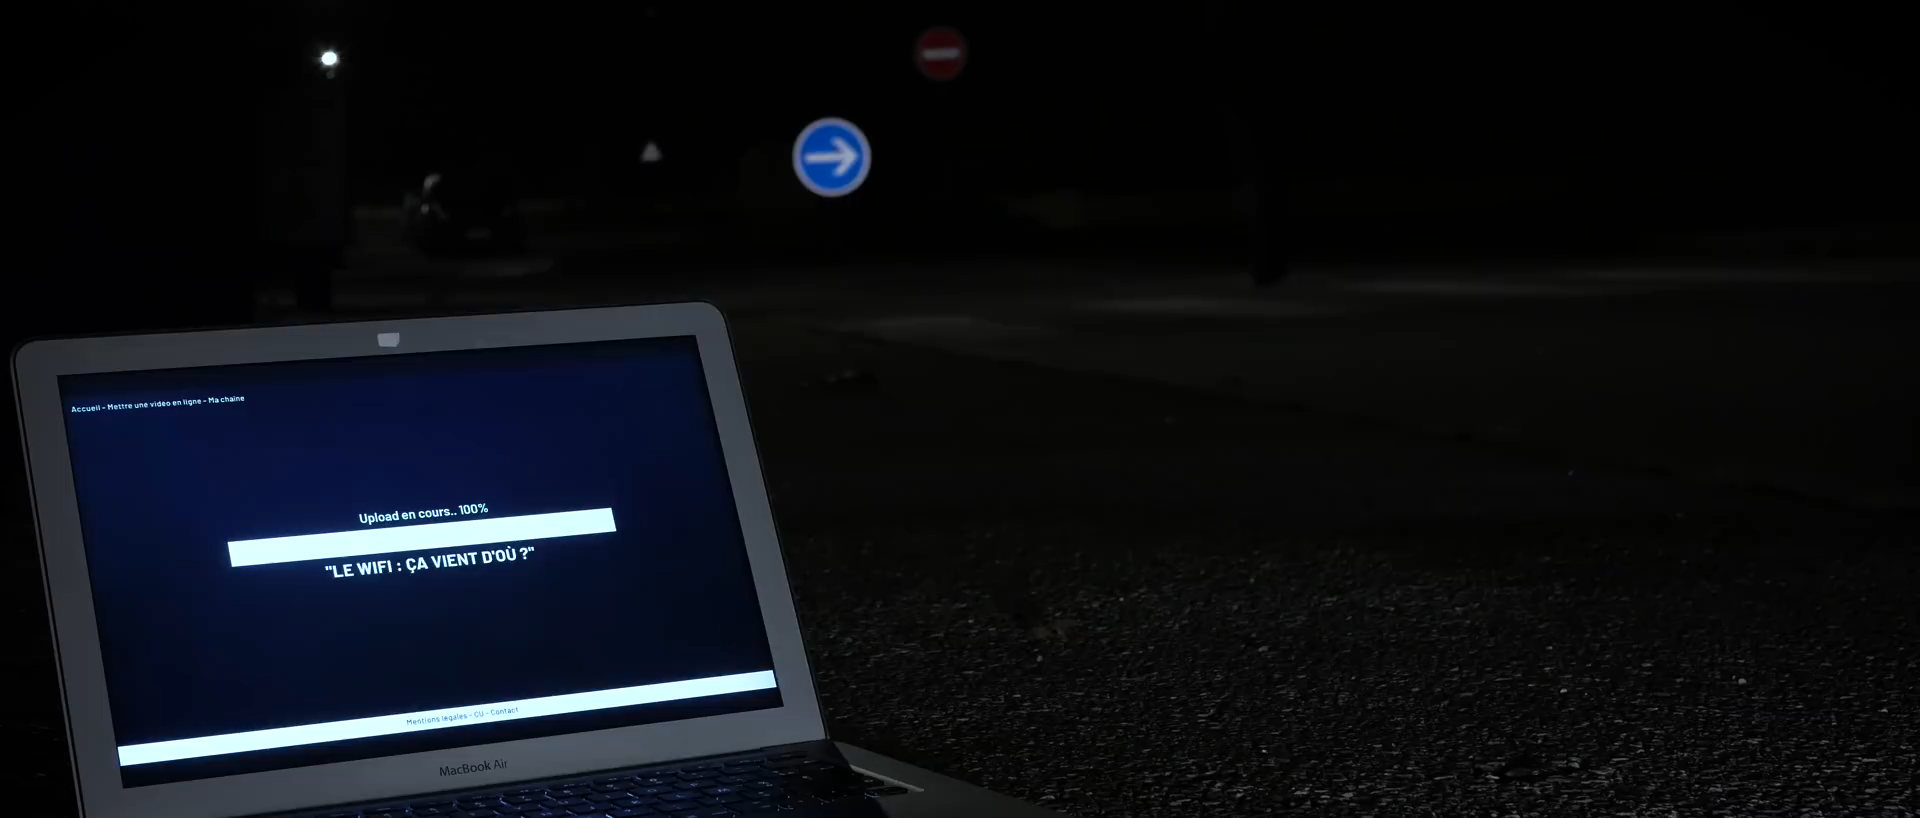 Accueil - Mettre une video en ligne - Ma chaîne
Upload en cours.. 100%
"LE WIFI : ÇA VIENT D'OÙ ?"
Mentions légales - CU - Contact
MacBook Air